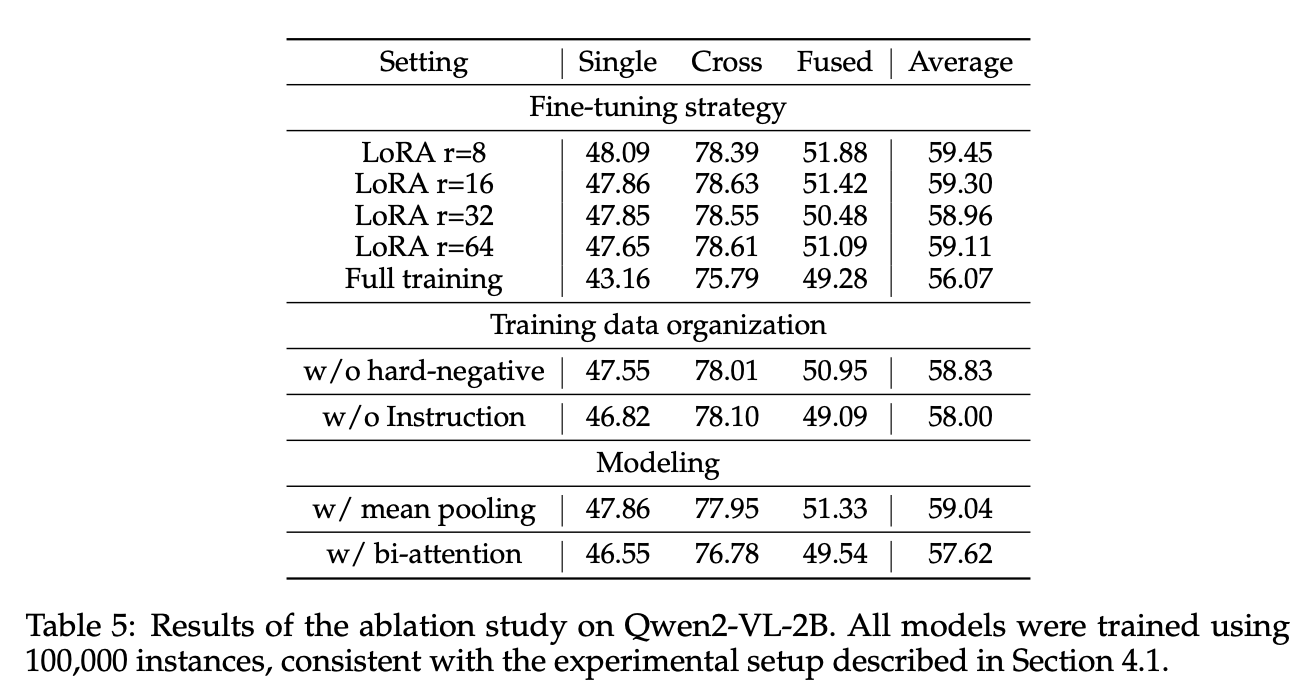 Setting Single Cross Fused Average
Fine-tuning strategy
LoRA r=8 48.09 78.39 51.88 59.45
LoRA r=16 47.86 78.63 51.42 59.30
LoRA r=32 47.85 78.55 50.48 58.96
LoRA r=64 47.65 78.61 51.09 59.11
Full training 43.16 75.79 49.28 56.07
Training data organization
w/o hard-negative 47.55 78.01 50.95 58.83
w/o Instruction 46.82 78.10 49.09 58.00
Modeling
w/ mean pooling 47.86 77.95 51.33 59.04
w/ bi-attention 46.55 76.78 49.54 57.62
Table 5: Results of the ablation study on Qwen2-VL-2B. All models were trained using
100,000 instances, consistent with the experimental setup described in Section 4.1.